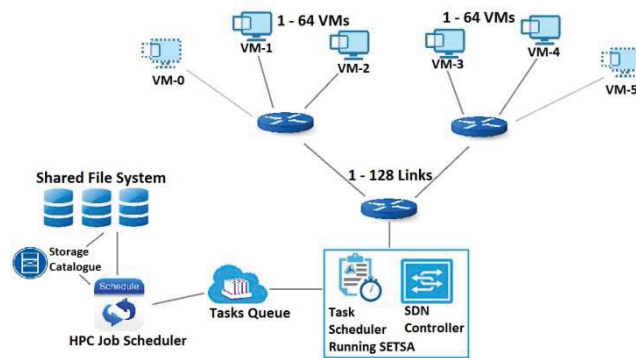 1 - 64 VMs
1 - 64 VMs
VM-1
VM-2
VM-3
VM-4
VM-0
VM-5
1 - 128 Links
Shared File System
Storage
Catalogue
Schedule
HPC Job Scheduler
Tasks Queue
Task
Scheduler
Running SETSA
SDN
Controller